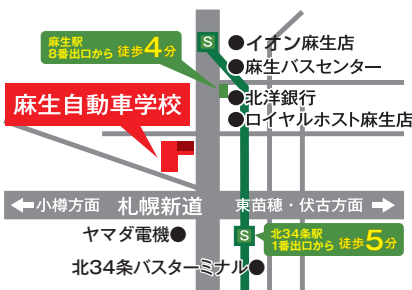 麻生駅
8番出口から 徒歩4分
S
●イオン麻生店
●麻生バスセンター
麻生自動車学校
●北洋銀行
●ロイヤルホスト麻生店
小樽方面
札幌新道
東苗穂・伏古方面
ヤマダ電機●
S
北34条駅
1番出口から 徒歩5分
北34条バスターミナル●